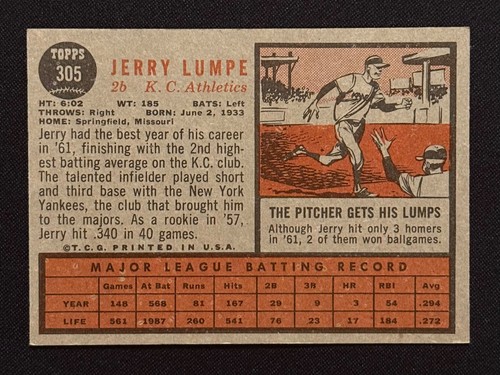 TOPPS
305
JERRY LUMPE
2b K. C. Athletics
HT: 6:02 WT: 185 BATS: Left
THROWS: Right BORN: June 2, 1933
HOME: Springfield, Missouri
Jerry had the best year of his career
in '61, finishing with the 2nd high-
est batting average on the K.C. club.
The talented infielder played short
and third base with the New York
Yankees, the club that brought him
to the majors. As a rookie in '57,
Jerry hit .340 in 40 games.
©T.C.G. PRINTED IN U.S.A.
THE PITCHER GETS HIS LUMPS
Although Jerry hit only 3 homers
in '61, 2 of them won ballgames.
MAJOR LEAGUE BATTING RECORD
Games At Bat Runs Hits 2B 3B HR RBI Avg
YEAR 148 568 81 167 29 9 3 54 .294
LIFE 561 1987 260 541 76 23 17 184 .272